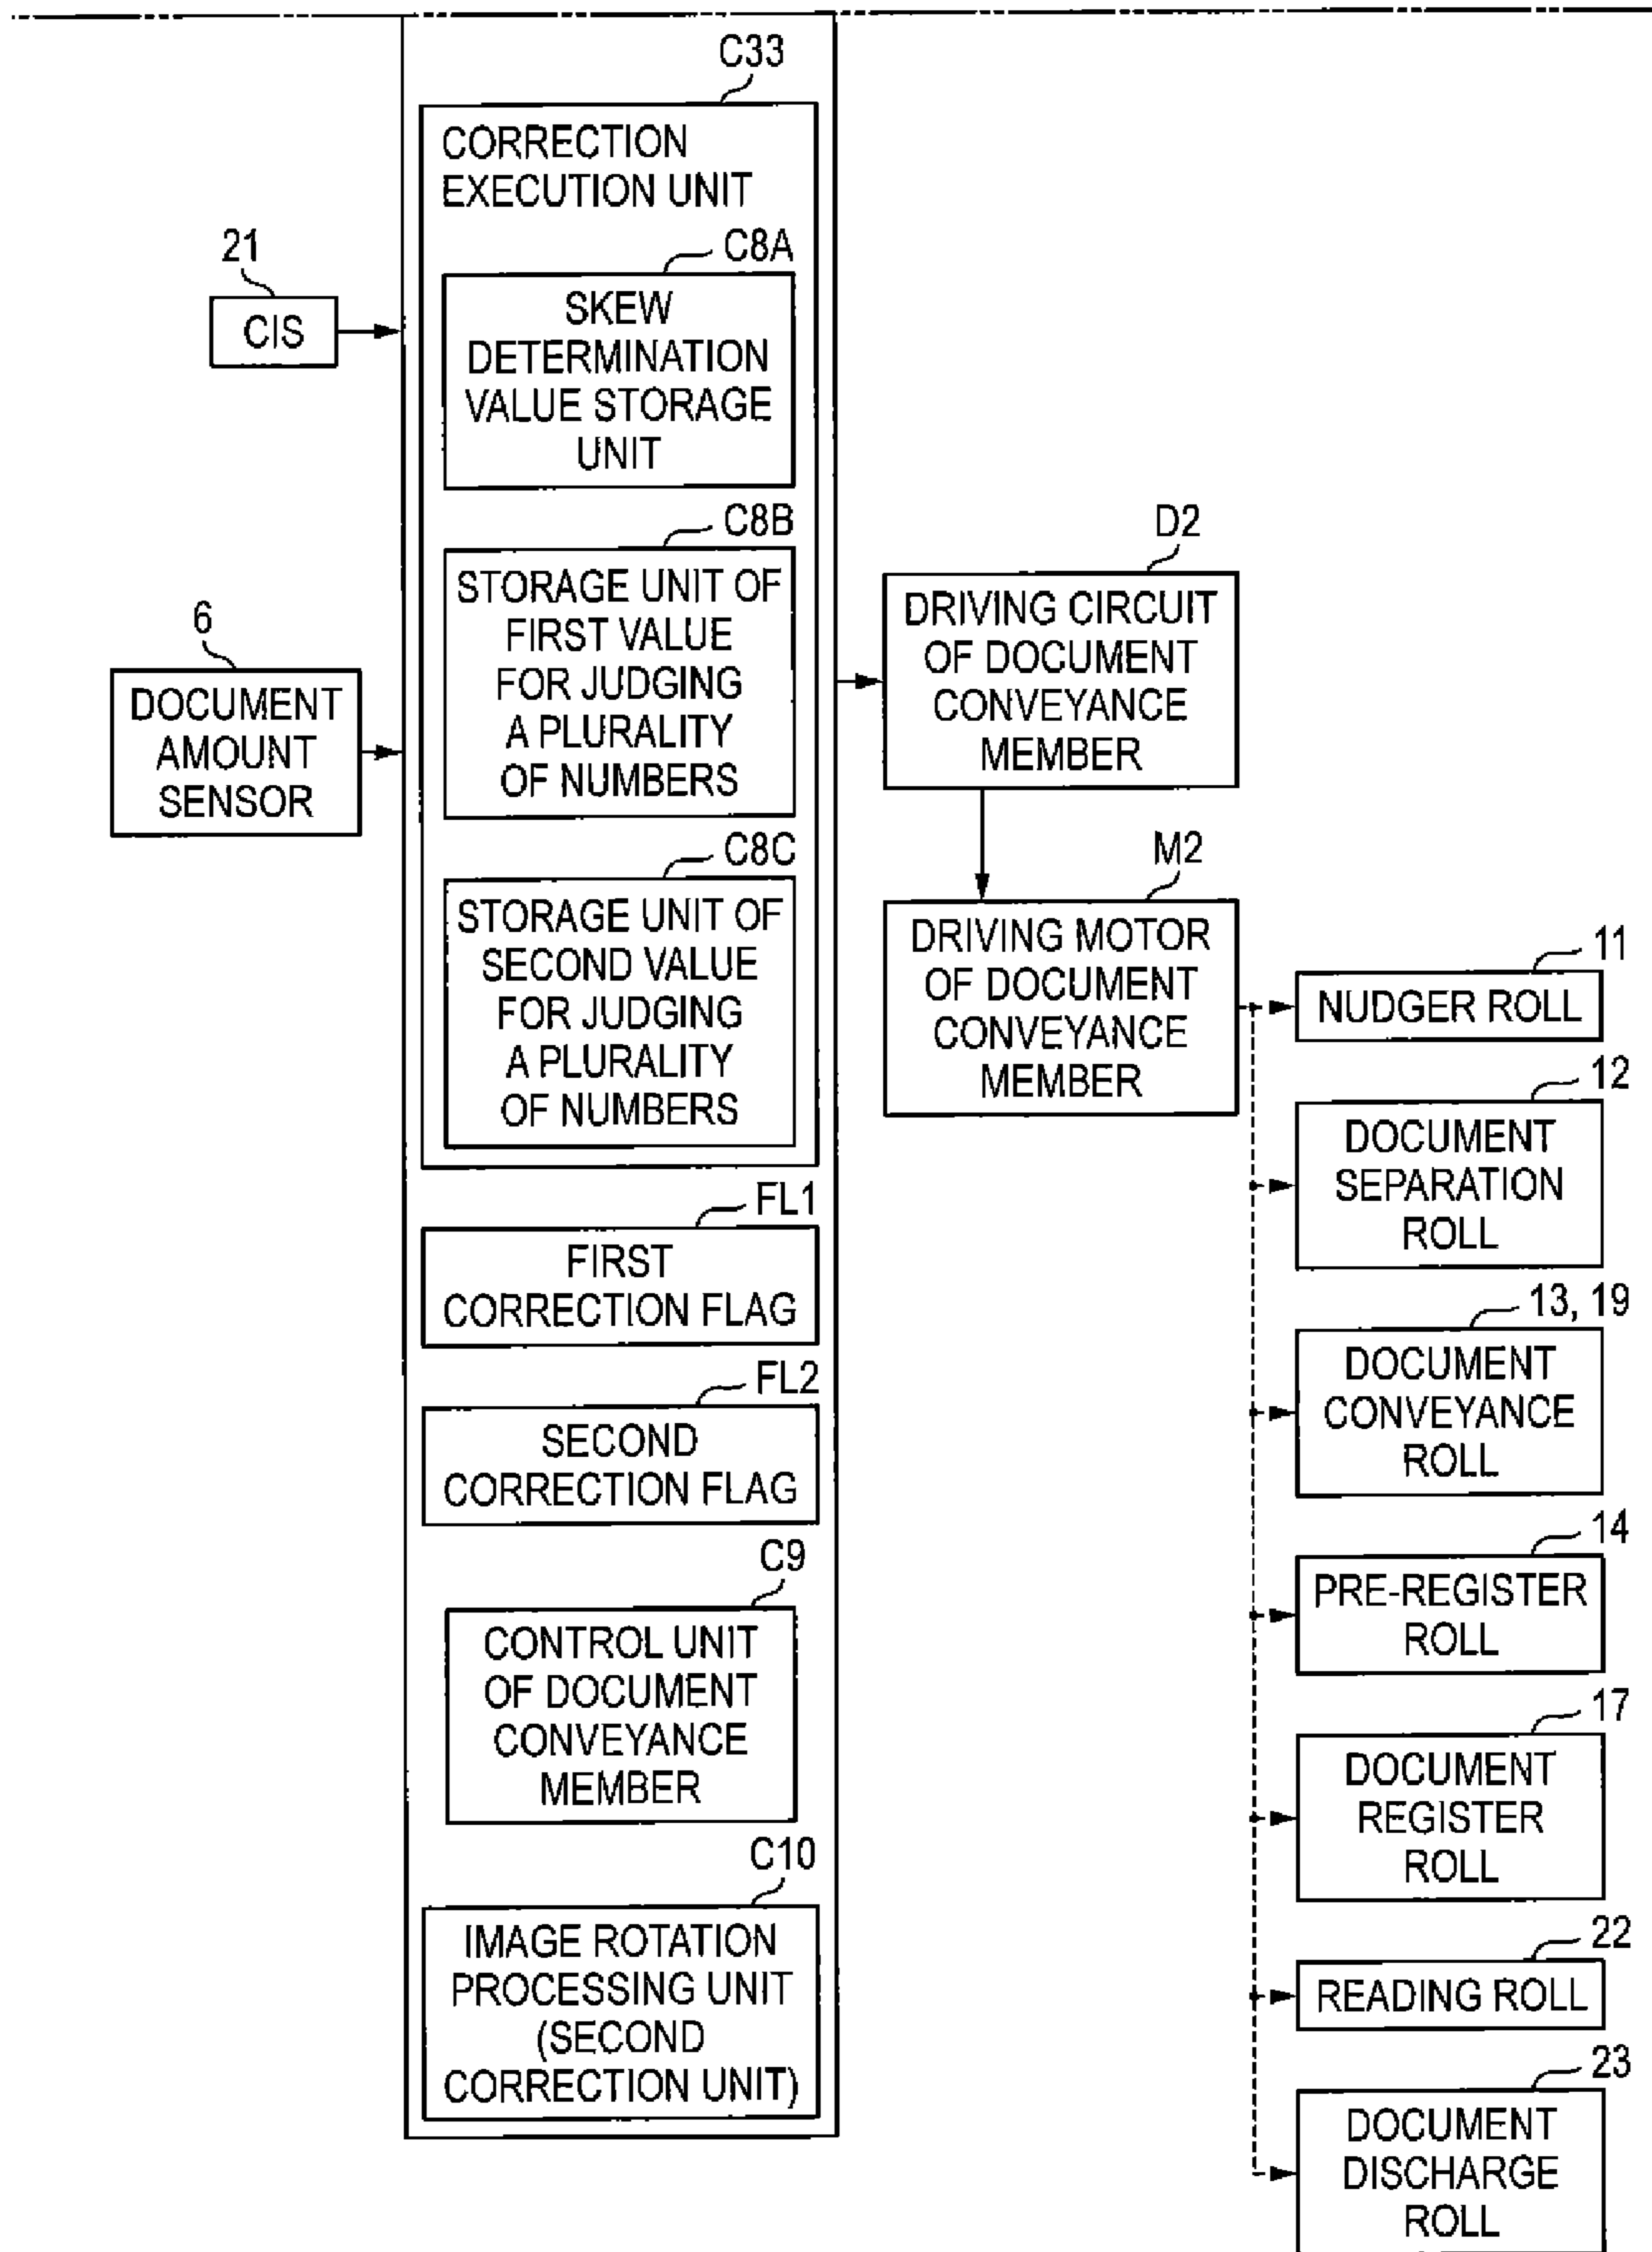 C33
CORRECTION
EXECUTION UNIT
21
CIS
C8A
SKEW
DETERMINATION
VALUE STORAGE
UNIT
6
DOCUMENT
AMOUNT
SENSOR
C8B
STORAGE UNIT OF
FIRST VALUE
FOR JUDGING
A PLURALITY
OF NUMBERS
C8C
STORAGE UNIT OF
SECOND VALUE
FOR JUDGING
A PLURALITY
OF NUMBERS
FL1
FIRST
CORRECTION FLAG
FL2
SECOND
CORRECTION FLAG
C9
CONTROL UNIT
OF DOCUMENT
CONVEYANCE
MEMBER
C10
IMAGE ROTATION
PROCESSING UNIT
(SECOND
CORRECTION UNIT)
D2
DRIVING CIRCUIT
OF DOCUMENT
CONVEYANCE
MEMBER
M2
DRIVING MOTOR
OF DOCUMENT
CONVEYANCE
MEMBER
11
NUDGER ROLL
12
DOCUMENT
SEPARATION
ROLL
13, 19
DOCUMENT
CONVEYANCE
ROLL
14
PRE-REGISTER
ROLL
17
DOCUMENT
REGISTER
ROLL
22
READING ROLL
23
DOCUMENT
DISCHARGE
ROLL